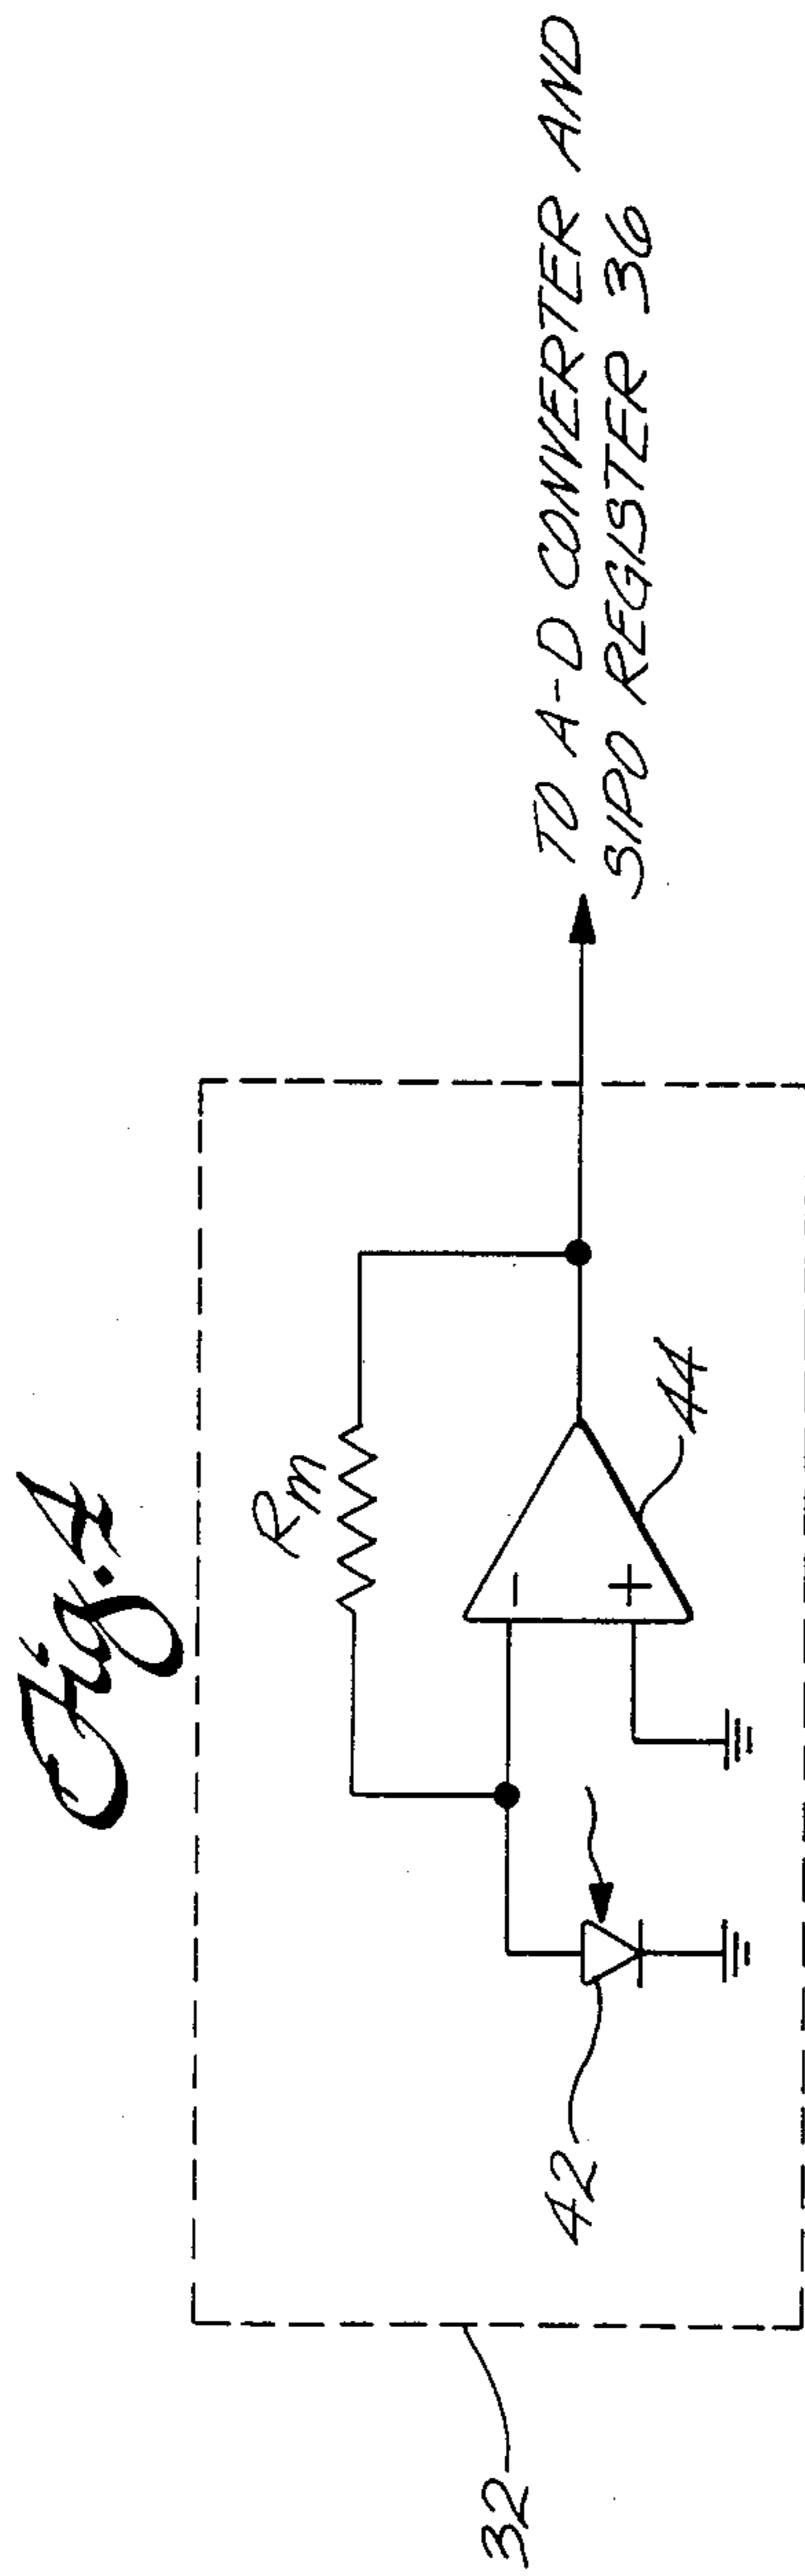 Fig. 4
Rm
TO A-D CONVERTER AND
SIPO REGISTER 36
-
+
44
42
32